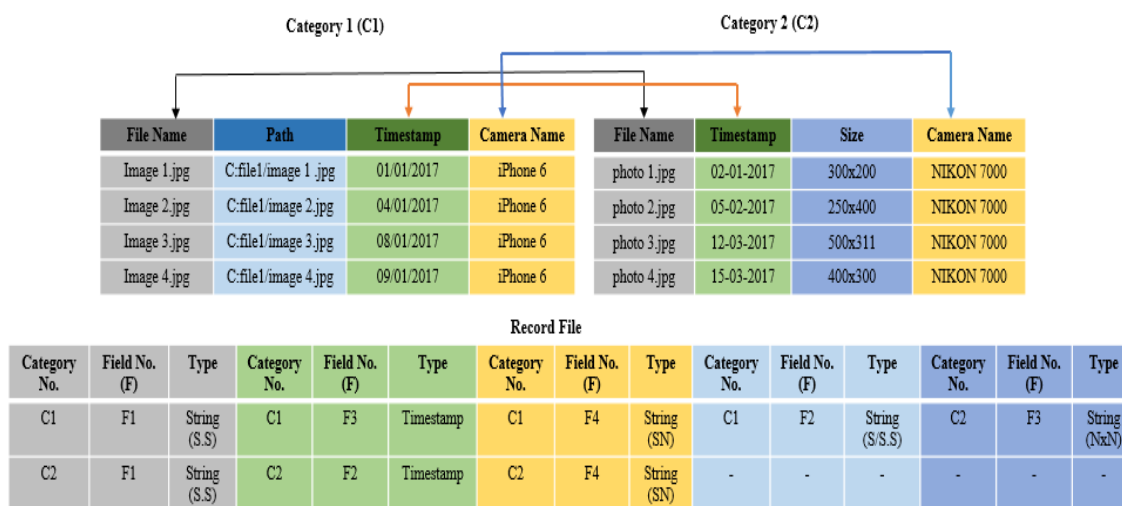 Category 1 (C1) Category 2 (C2)
File Name Path Timestamp Camera Name File Name Timestamp Size Camera Name
Image 1.jpg C:file1/image 1 .jpg 01/01/2017 iPhone 6 photo 1.jpg 02-01-2017 300x200 NIKON 7000
Image 2.jpg C:file1/image 2.jpg 04/01/2017 iPhone 6 photo 2.jpg 05-02-2017 250x400 NIKON 7000
Image 3.jpg C:file1/image 3.jpg 08/01/2017 iPhone 6 photo 3.jpg 12-03-2017 500x311 NIKON 7000
Image 4.jpg C:file1/image 4.jpg 09/01/2017 iPhone 6 photo 4.jpg 15-03-2017 400x300 NIKON 7000
Record File
Category Field No. Type Category Field No. Type Category Field No. Type Category Field No. Type Category Field No. Type
No. (F) No. (F) No. (F) No. (F) No. (F)
C1 F1 String C1 F3 Timestamp C1 F4 String C1 F2 String C2 F3 String
(S.S) (SN) (S/S.S) (NxN)
C2 F1 String C2 F2 Timestamp C2 F4 String - - - - - -
(S.S) (SN)